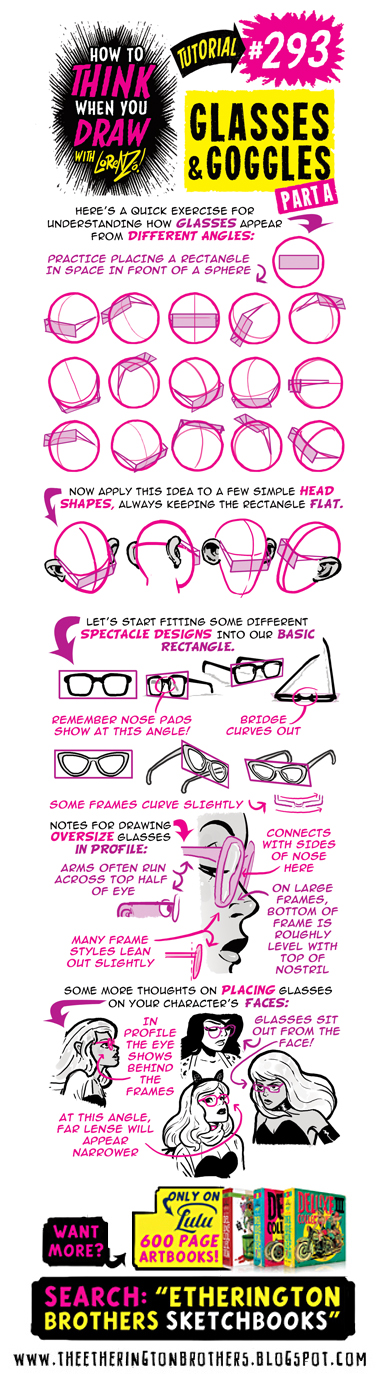 HOW TO
THINK
WHEN YOU
DRAW
WITH LORENZO!
TUTORIAL
#293
GLASSES
& GOGGLES
PART A
HERE'S A QUICK EXERCISE FOR
UNDERSTANDING HOW GLASSES APPEAR
FROM DIFFERENT ANGLES:
PRACTICE PLACING A RECTANGLE
IN SPACE IN FRONT OF A SPHERE
NOW APPLY THIS IDEA TO A FEW SIMPLE HEAD
SHAPES, ALWAYS KEEPING THE RECTANGLE FLAT.
LET'S START FITTING SOME DIFFERENT
SPECTACLE DESIGNS INTO OUR BASIC
RECTANGLE.
REMEMBER NOSE PADS
SHOW AT THIS ANGLE!
BRIDGE
CURVES OUT
SOME FRAMES CURVE SLIGHTLY
NOTES FOR DRAWING
OVERSIZE GLASSES
IN PROFILE:
ARMS OFTEN RUN
ACROSS TOP HALF
OF EYE
MANY FRAME
STYLES LEAN
OUT SLIGHTLY
CONNECTS
WITH SIDES
OF NOSE
HERE
ON LARGE
FRAMES,
BOTTOM OF
FRAME IS
ROUGHLY
LEVEL WITH
TOP OF
NOSTRIL
SOME MORE THOUGHTS ON PLACING GLASSES
ON YOUR CHARACTER'S FACES:
IN
PROFILE
THE EYE
SHOWS
BEHIND
THE
FRAMES
GLASSES SIT
OUT FROM THE
FACE!
AT THIS ANGLE,
FAR LENSE WILL
APPEAR
NARROWER
WANT
MORE?
ONLY ON
Lulu
600 PAGE
ARTBOOKS!
SEARCH: "ETHERINGTON
BROTHERS SKETCHBOOKS"
WWW.THEETHERINGTONBROTHERS.BLOGSPOT.COM